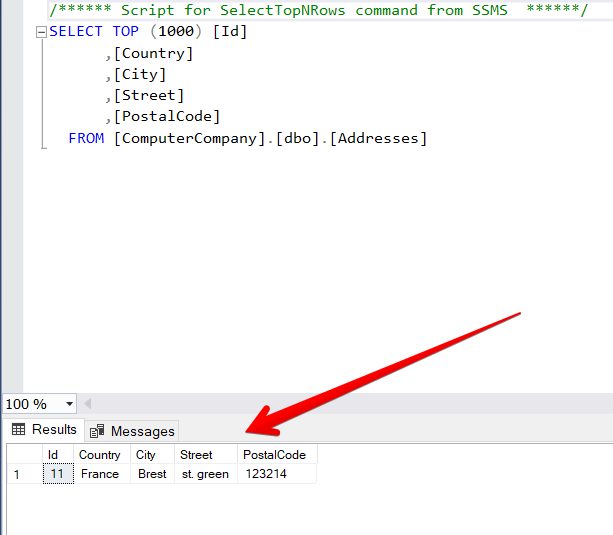 /****** Script for SelectTopNRows command from SSMS  ******/
SELECT TOP (1000) [Id]
,[Country]
,[City]
,[Street]
,[PostalCode]
FROM [ComputerCompany].[dbo].[Addresses]
100 %
Results Messages
Id Country City Street PostalCode
1 11 France Brest st. green 123214